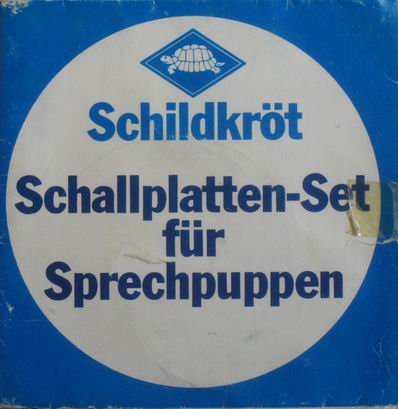 Schildkröt
Schallplatten-Set
für
Sprechpuppen